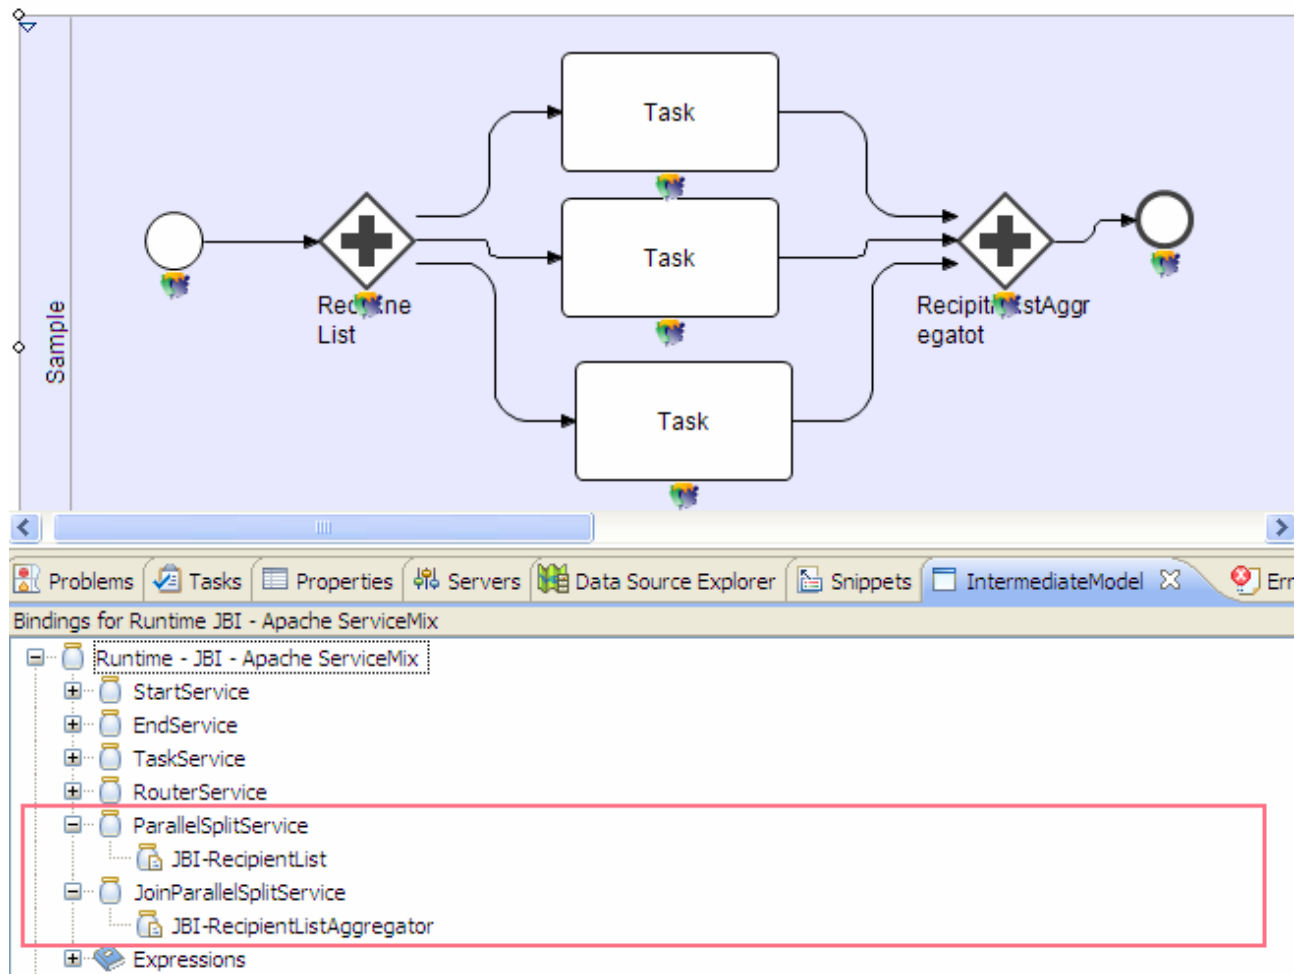 Task
Task
Task
List
egatot
Sample
Problems
Tasks
Properties
Servers
Data Source Explorer
Snippets
IntermediateModel
Err
Bindings for Runtime JBI - Apache ServiceMix
Runtime - JBI - Apache ServiceMix
StartService
EndService
TaskService
RouterService
ParallelSplitService
JBI-RecipientList
JoinParallelSplitService
JBI-RecipientListAggregator
Expressions